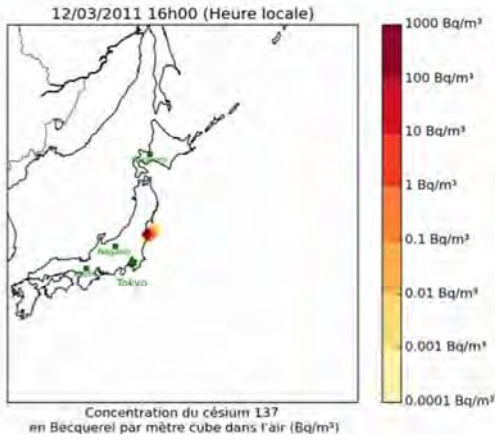 12/03/2011 16h00 (Heure locale)
1000 Bq/m³
100 Bq/m³
10 Bq/m³
1 Bq/m³
0.1 Bq/m³
0.01 Bq/m³
0.001 Bq/m³
0.0001 Bq/m³
Nagano
Tokyo
Concentration du césium 137
en Becquerel par mètre cube dans l'air (Bq/m³)